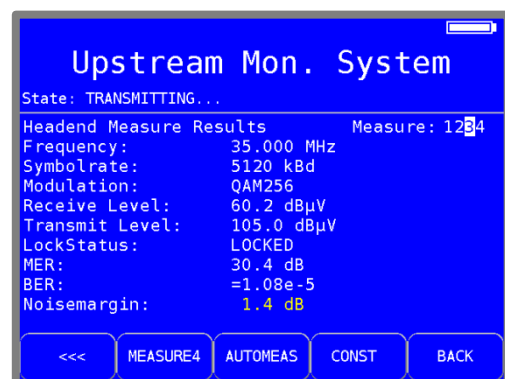 Upstream Mon. System
State: TRANSMITTING...
Headend Measure Results Measure: 1234
Frequency: 35.000 MHz
Symbolrate: 5120 kBd
Modulation: QAM256
Receive Level: 60.2 dBµV
Transmit Level: 105.0 dBµV
LockStatus: LOCKED
MER: 30.4 dB
BER: =1.08e-5
Noisemargin: 1.4 dB
<<< MEASURE4 AUTOMEAS CONST BACK